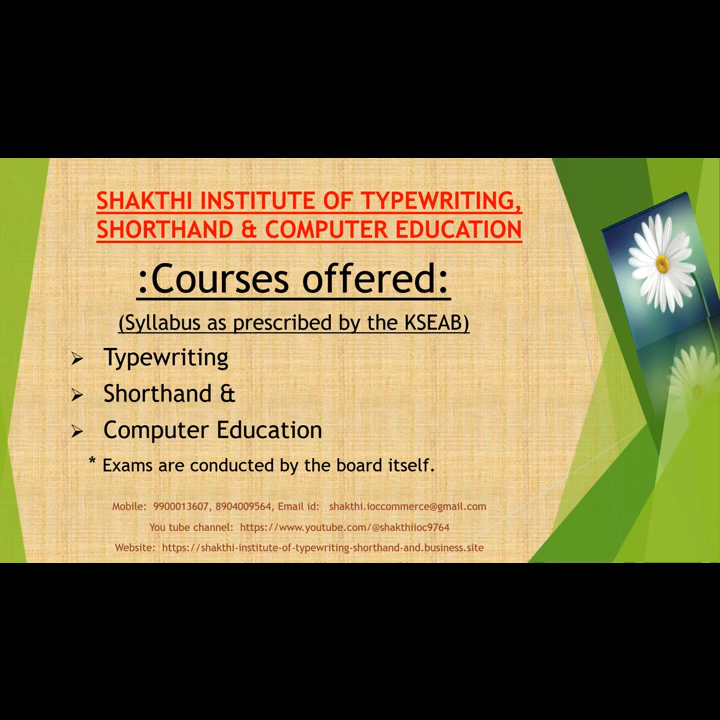 SHAKTHI INSTITUTE OF TYPEWRITING,
SHORTHAND & COMPUTER EDUCATION
:Courses offered:
(Syllabus as prescribed by the KSEAB)
➢ Typewriting
➢ Shorthand &
➢ Computer Education
* Exams are conducted by the board itself.
Mobile: 9900013607, 8904009564, Email id: shakthi.ioccommerce@gmail.com
You tube channel: https://www.youtube.com/@shakthiioc9764
Website: https://shakthi-institute-of-typewriting-shorthand-and.business.site